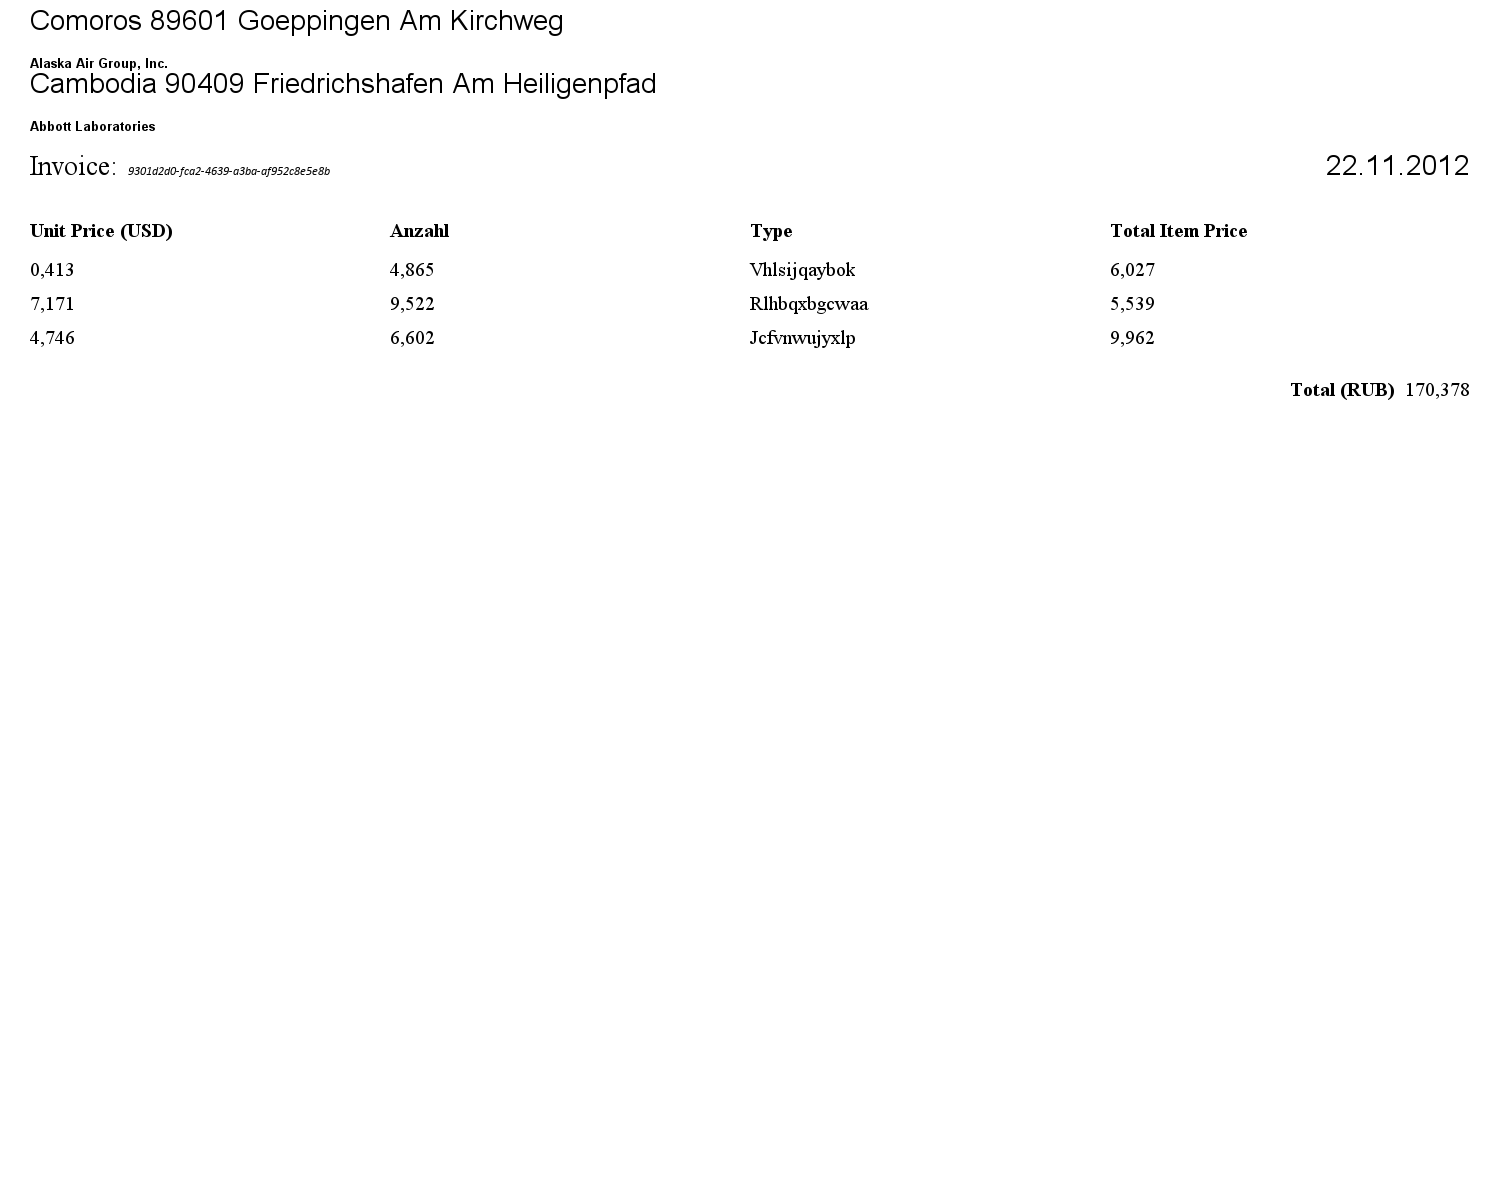 Comoros 89601 Goeppingen Am Kirchweg
Alaska Air Group, Inc.
Cambodia 90409 Friedrichshafen Am Heiligenpfad
Abbott Laboratories
Invoice: 9301d2d0-fca2-4639-a3ba-af952c8e5e8b 22.11.2012
Unit Price (USD) Anzahl Type Total Item Price
0,413 4,865 Vhlsijqaybok 6,027
7,171 9,522 Rlhbqxbgcwaa 5,539
4,746 6,602 Jcfvnwujyxlp 9,962
Total (RUB) 170,378